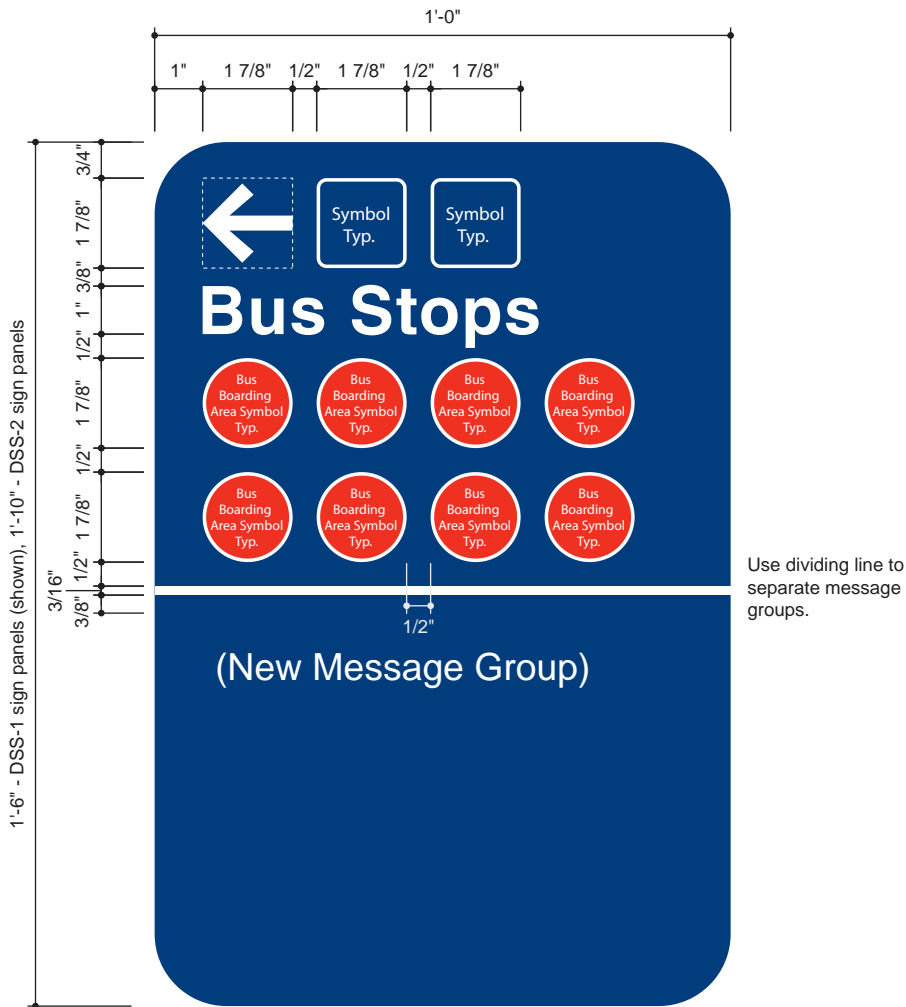 1'-0"
1"
1 7/8"
1/2"
1 7/8"
1/2"
1 7/8"
1'-6" - DSS-1 sign panels (shown), 1'-10" - DSS-2 sign panels
3/4"
1 7/8"
3/8"
1"
1/2"
1 7/8"
1/2"
1 7/8"
1/2"
3/16"
3/8"
Symbol
Typ.
Symbol
Typ.
Bus Stops
Bus
Boarding
Area Symbol
Typ.
Bus
Boarding
Area Symbol
Typ.
Bus
Boarding
Area Symbol
Typ.
Bus
Boarding
Area Symbol
Typ.
Bus
Boarding
Area Symbol
Typ.
Bus
Boarding
Area Symbol
Typ.
Bus
Boarding
Area Symbol
Typ.
Bus
Boarding
Area Symbol
Typ.
Use dividing line to
separate message
groups.
1/2"
(New Message Group)